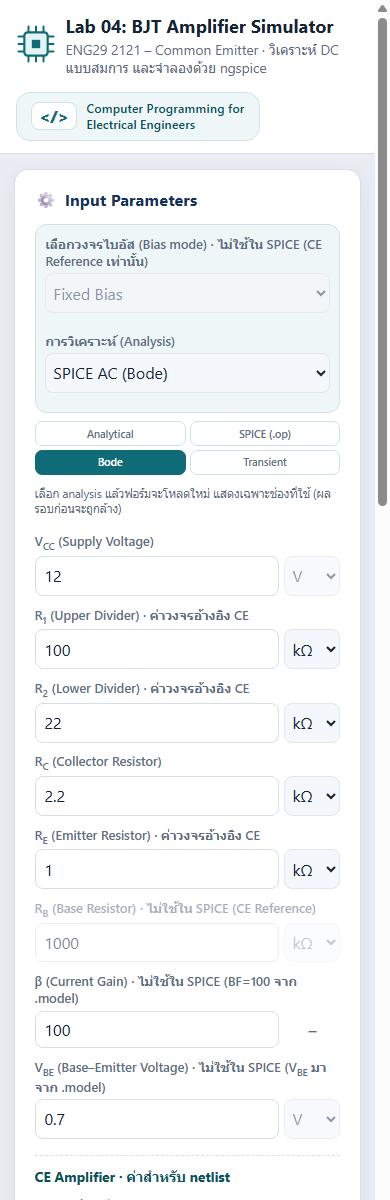 Lab 04: BJT Amplifier Simulator
ENG29 2121 – Common Emitter · วิเคราะห์ DC
แบบสมการ และจำลองด้วย ngspice
</> Computer Programming for
Electrical Engineers
Input Parameters
เลือกวงจรไบอัส (Bias mode) · ไม่ใช้ใน SPICE (CE
Reference เท่านั้น)
Fixed Bias
การวิเคราะห์ (Analysis)
SPICE AC (Bode)
Analytical SPICE (.op)
Bode Transient
เลือก analysis แล้วฟอร์มจะโหลดใหม่ แสดงเฉพาะช่องที่ใช้ (ผล
รอบก่อนจะถูกล้าง)
VCC (Supply Voltage)
12 V
R1 (Upper Divider) · ค่าวงจรอ้างอิง CE
100 kΩ
R2 (Lower Divider) · ค่าวงจรอ้างอิง CE
22 kΩ
RC (Collector Resistor)
2.2 kΩ
RE (Emitter Resistor) · ค่าวงจรอ้างอิง CE
1 kΩ
RB (Base Resistor) · ไม่ใช้ใน SPICE (CE Reference)
1000 kΩ
β (Current Gain) · ไม่ใช้ใน SPICE (BF=100 จาก
.model)
100 –
VBE (Base–Emitter Voltage) · ไม่ใช้ใน SPICE (VBE มา
จาก .model)
0.7 V
CE Amplifier · ค่าสำหรับ netlist